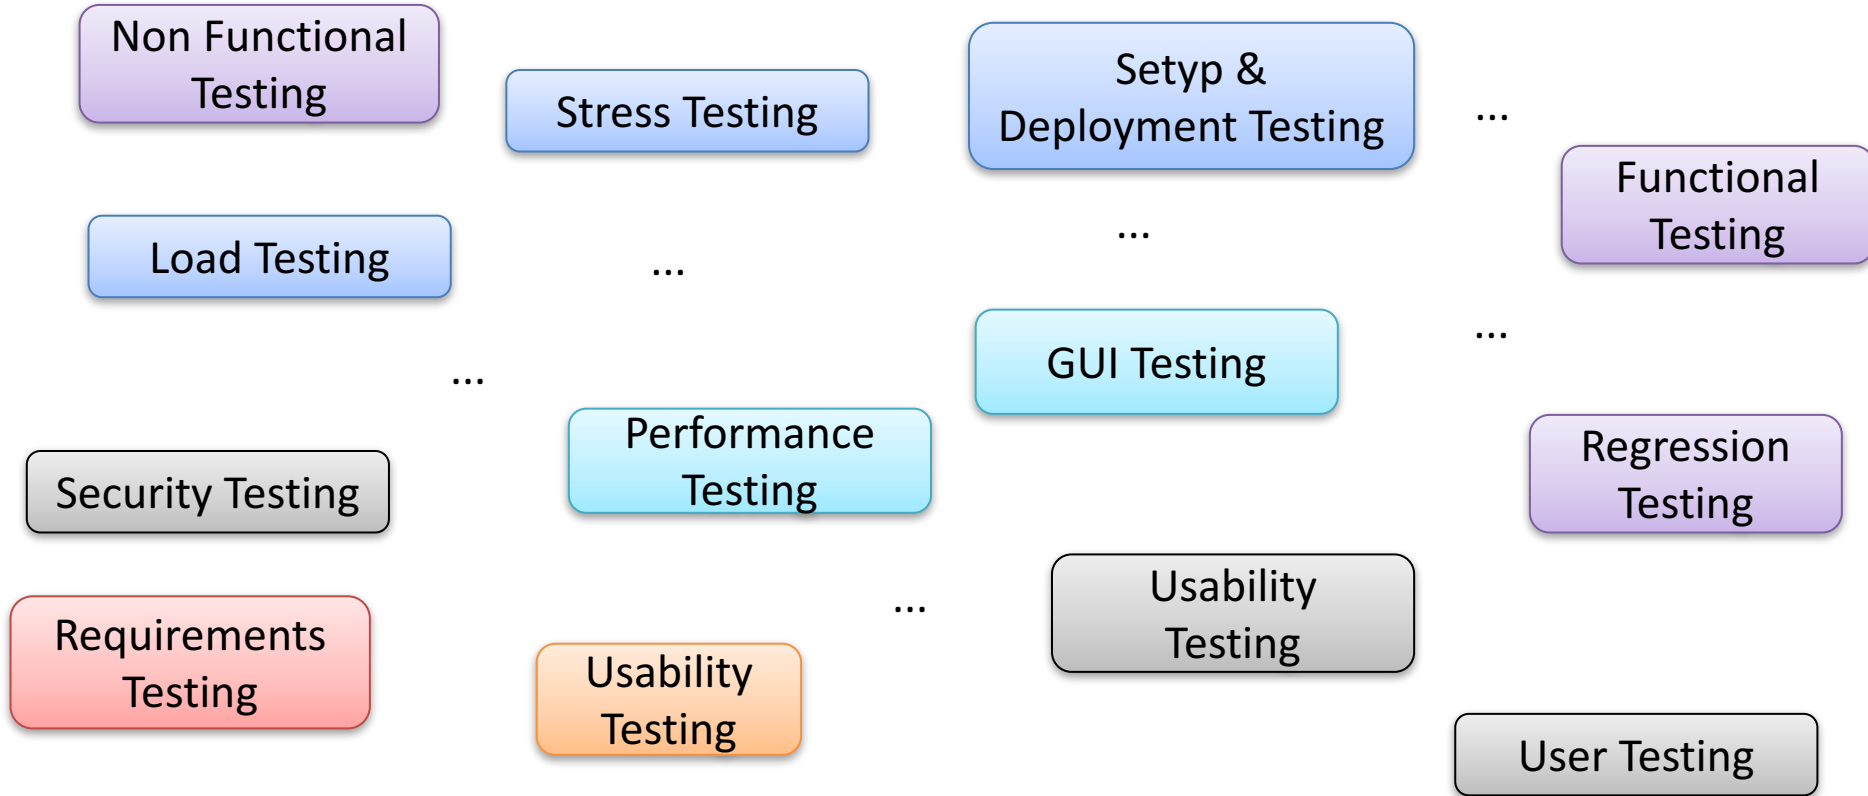 Non Functional
Testing
Stress Testing
Setyp &
Deployment Testing
...
Functional
Testing
Load Testing
...
...
GUI Testing
...
...
Performance
Testing
Regression
Testing
Security Testing
Requirements
Testing
Usability
Testing
...
Usability
Testing
User Testing